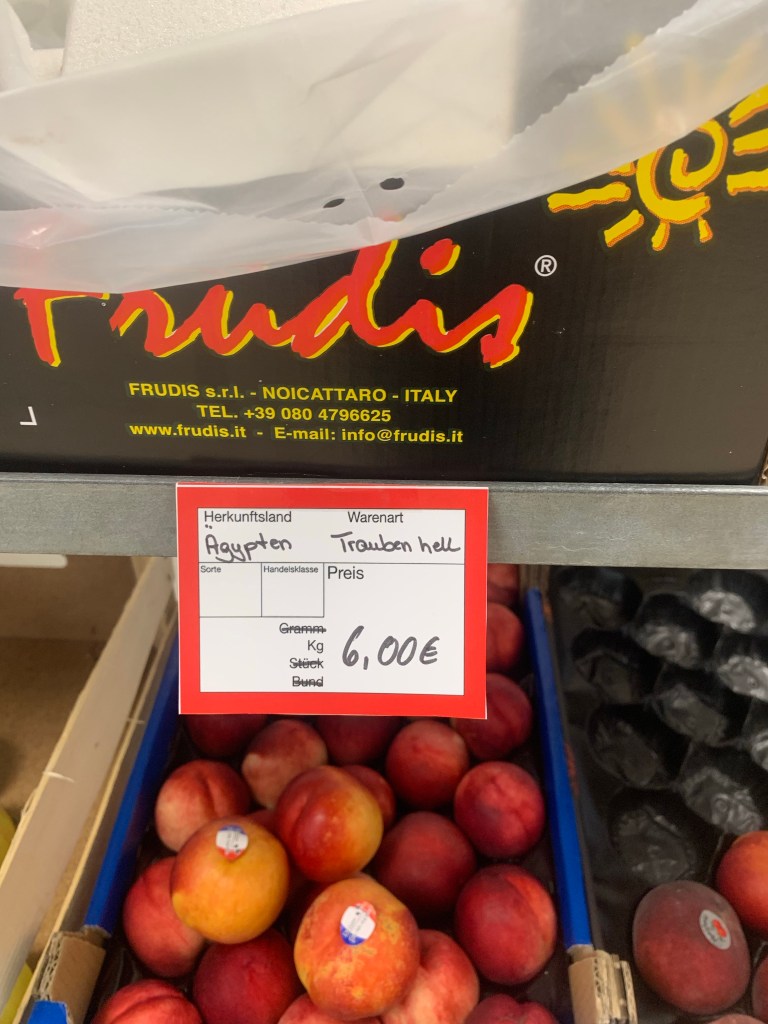 Frudis®
FRUDIS s.r.l. - NOICATTARO - ITALY
TEL. +39 080 4796625
www.frudis.it - E-mail: info@frudis.it
Herkunftsland Warenart
Ägypten Trauben hell
Sorte Handelsklasse Preis
Gramm
Kg 6,00€
Stück
Bund